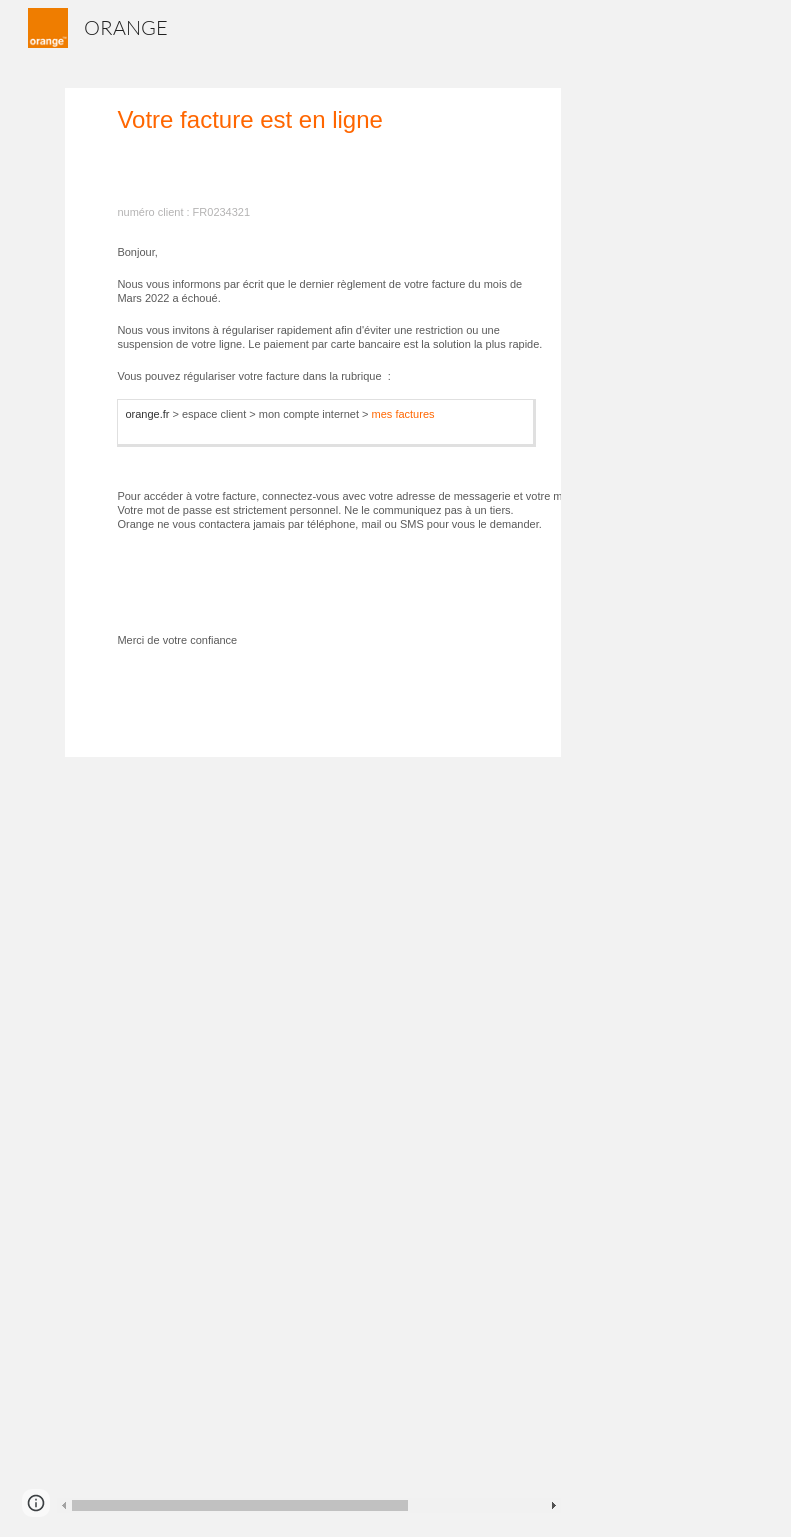 orange
ORANGE
Votre facture est en ligne
numéro client : FR0234321
Bonjour,
Nous vous informons par écrit que le dernier règlement de votre facture du mois de
Mars 2022 a échoué.
Nous vous invitons à régulariser rapidement afin d'éviter une restriction ou une
suspension de votre ligne. Le paiement par carte bancaire est la solution la plus rapide.
Vous pouvez régulariser votre facture dans la rubrique  :
orange.fr > espace client > mon compte internet > mes factures
Pour accéder à votre facture, connectez-vous avec votre adresse de messagerie et votre m
Votre mot de passe est strictement personnel. Ne le communiquez pas à un tiers.
Orange ne vous contactera jamais par téléphone, mail ou SMS pour vous le demander.
Merci de votre confiance